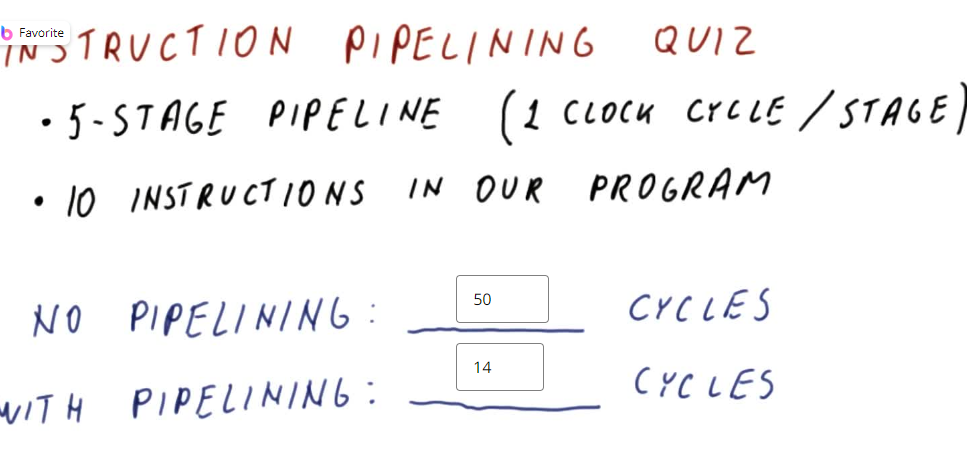 Favorite
INSTRUCTION PIPELINING QUIZ
• 5-STAGE PIPELINE (1 CLOCK CYCLE / STAGE)
• 10 INSTRUCTIONS IN OUR PROGRAM
NO PIPELINING: 50 CYCLES
WITH PIPELINING: 14 CYCLES